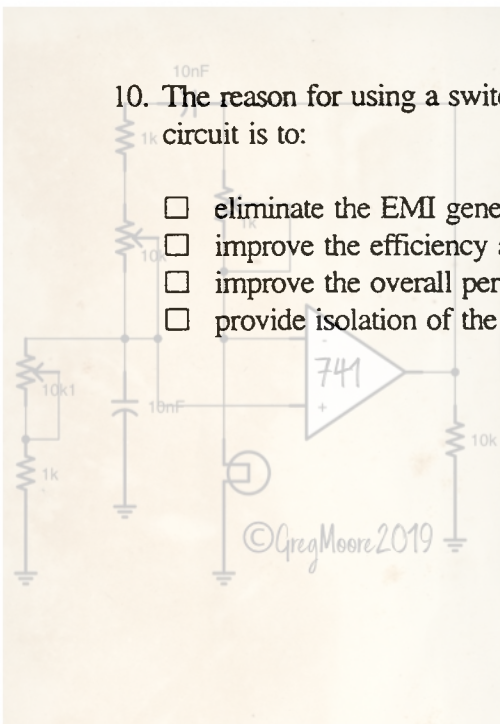 10nF
10. The reason for using a swit
1k circuit is to:
☐ eliminate the EMI gene
1k
☐ improve the efficiency
10k
☐ improve the overall per
☐ provide isolation of the
-
741
10k1
10nF
+
10k
1k
©GregMoore2019